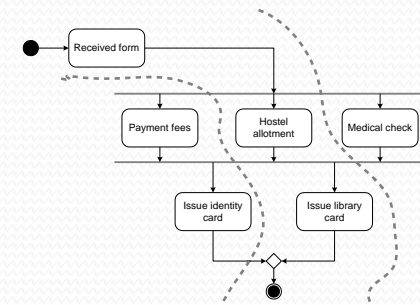 Received form
Payment fees
Hostel
allotment
Medical check
Issue identity
card
Issue library
card